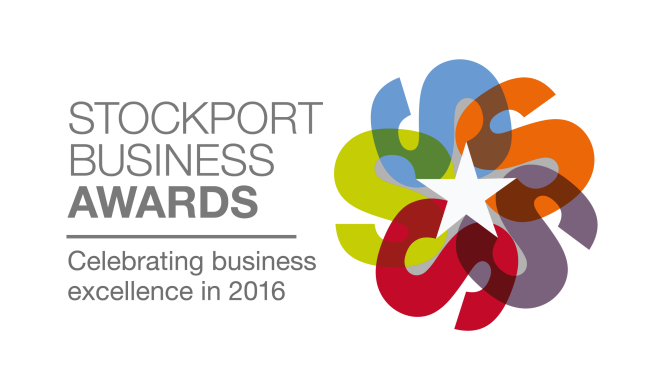 STOCKPORT
BUSINESS
AWARDS
Celebrating business
excellence in 2016